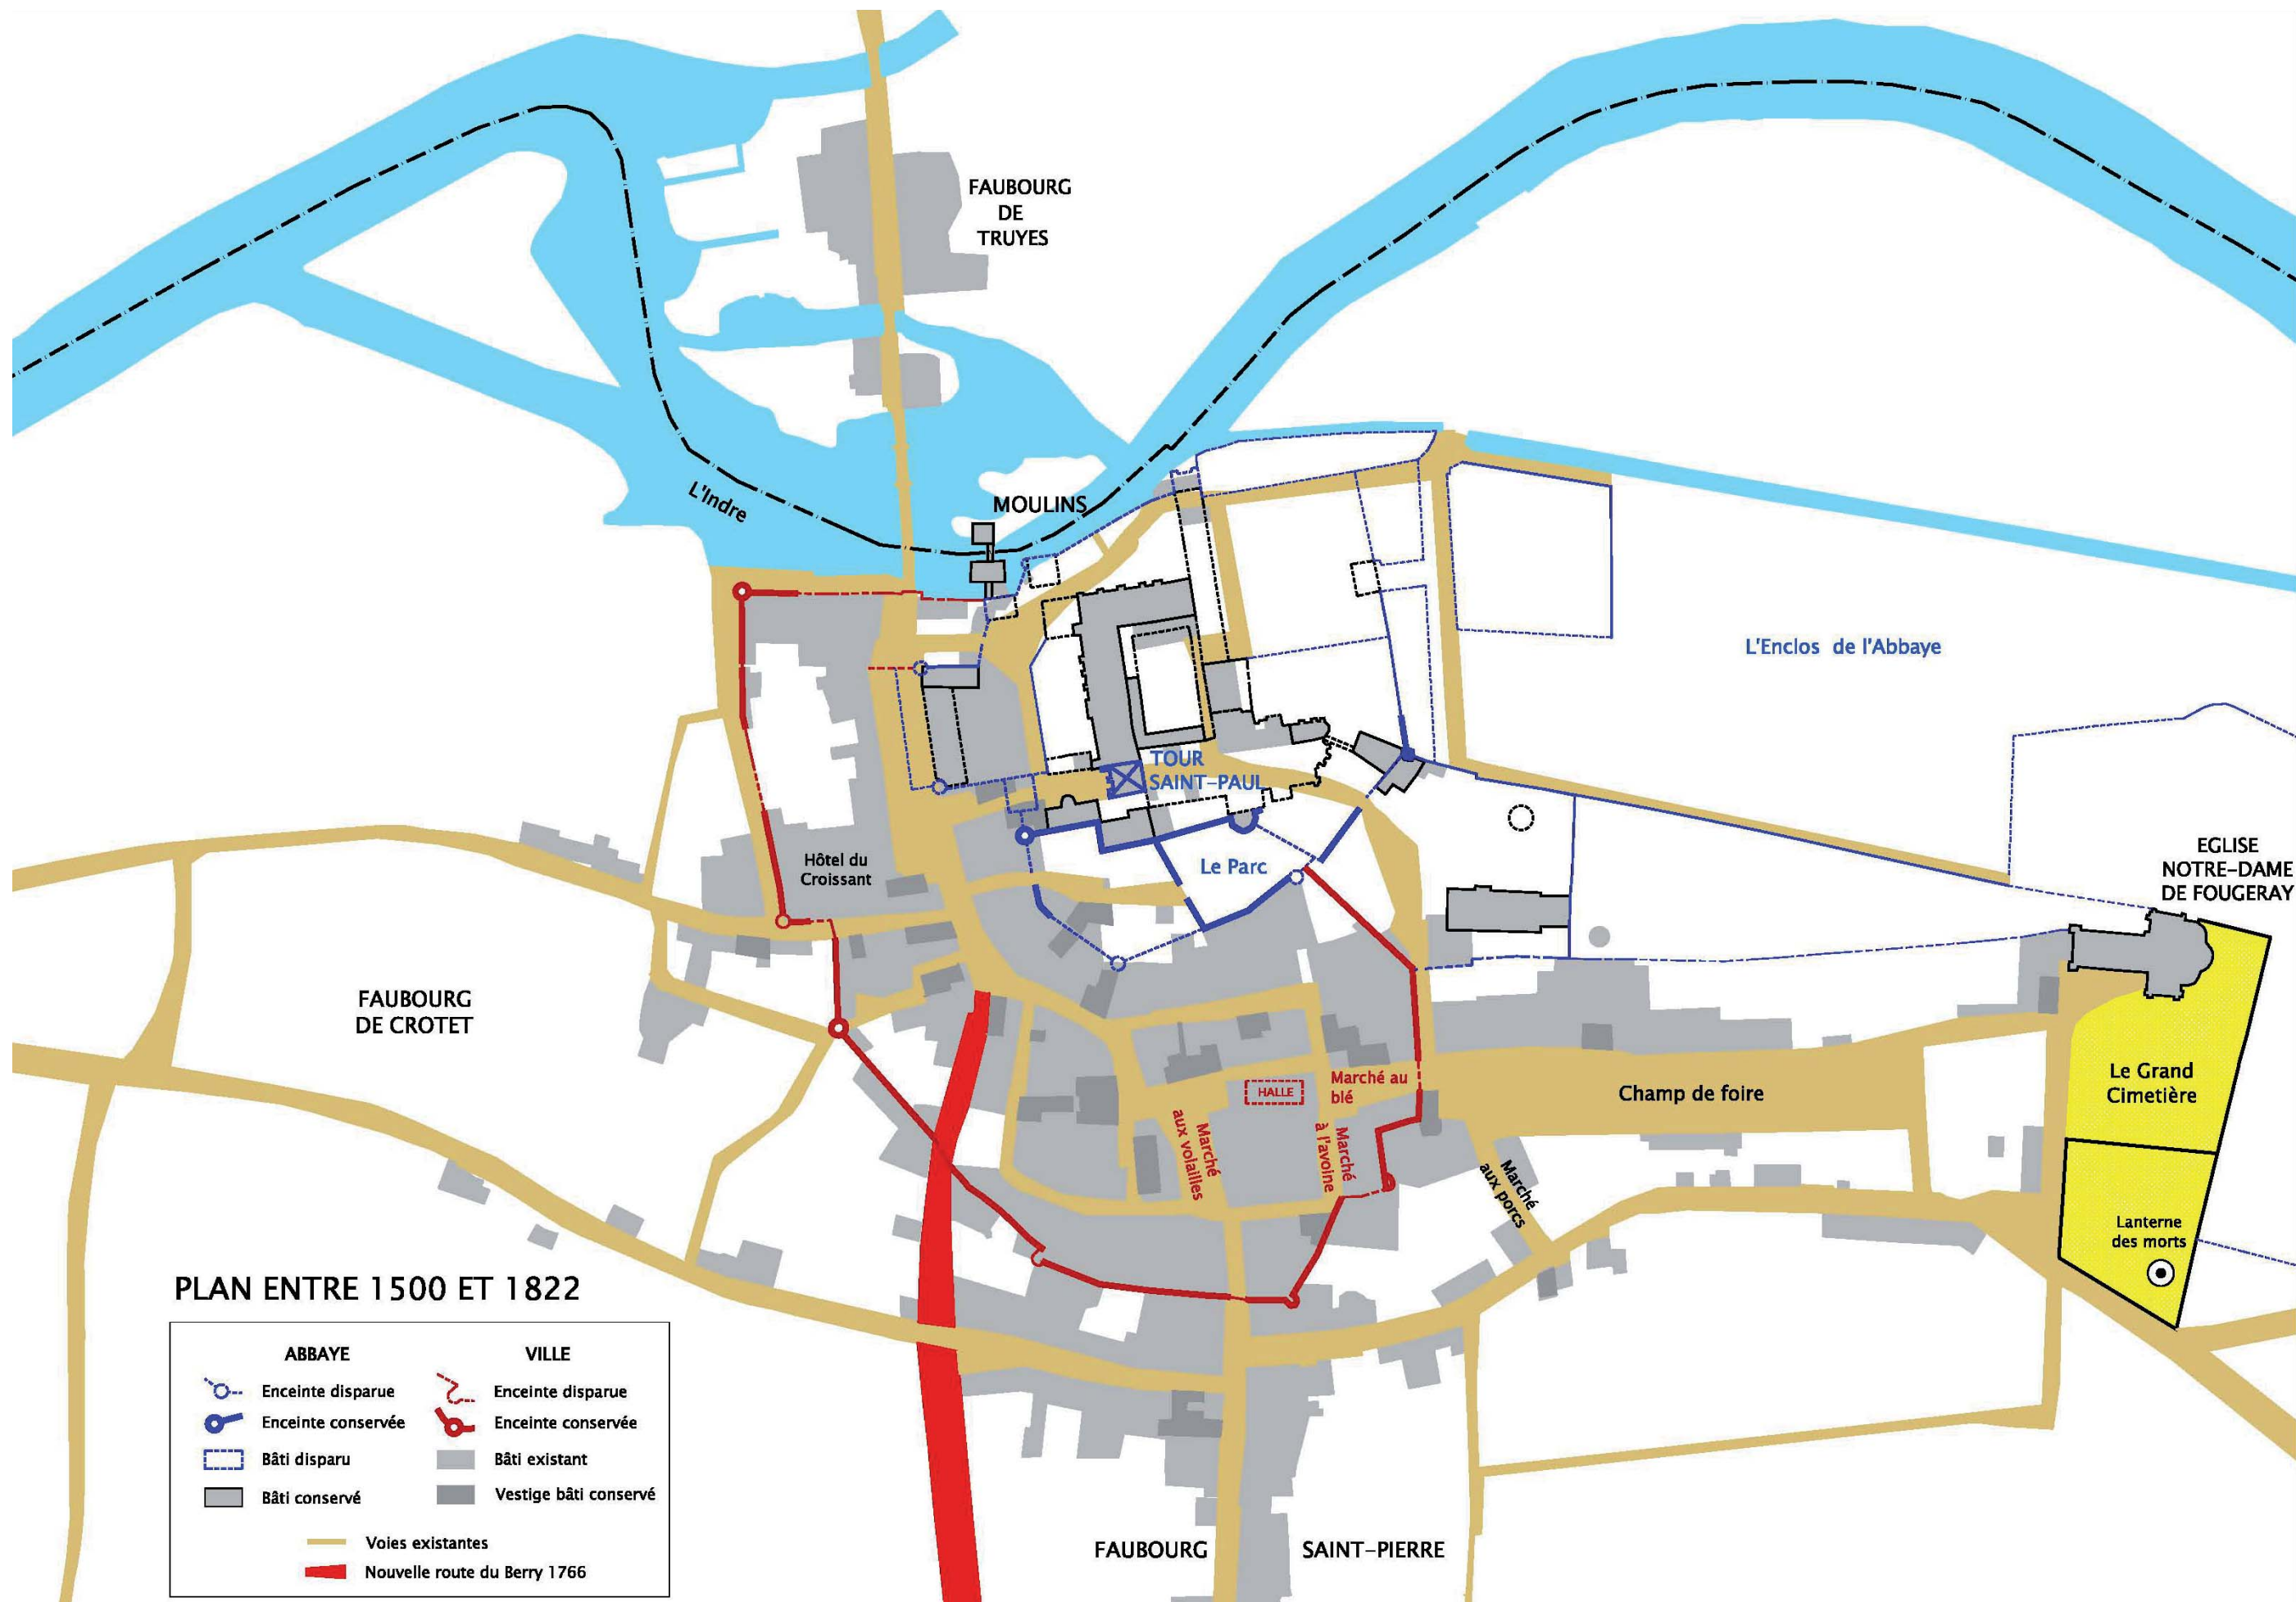 FAUBOURG
DE
TRUYES
L'Indre
MOULINS
L'Enclos de l'Abbaye
TOUR
SAINT-PAUL
Le Parc
Hôtel du
Croissant
EGLISE
NOTRE-DAME
DE FOUGERAY
FAUBOURG
DE CROTET
HALLE
Marché au
blé
Marché
aux volailles
Marché
à l'avoine
Marché
aux porcs
Champ de foire
Le Grand
Cimetière
Lanterne
des morts
FAUBOURG SAINT-PIERRE
PLAN ENTRE 1500 ET 1822
ABBAYE
Enceinte disparue
Enceinte conservée
Bâti disparu
Bâti conservé
VILLE
Enceinte disparue
Enceinte conservée
Bâti existant
Vestige bâti conservé
Voies existantes
Nouvelle route du Berry 1766